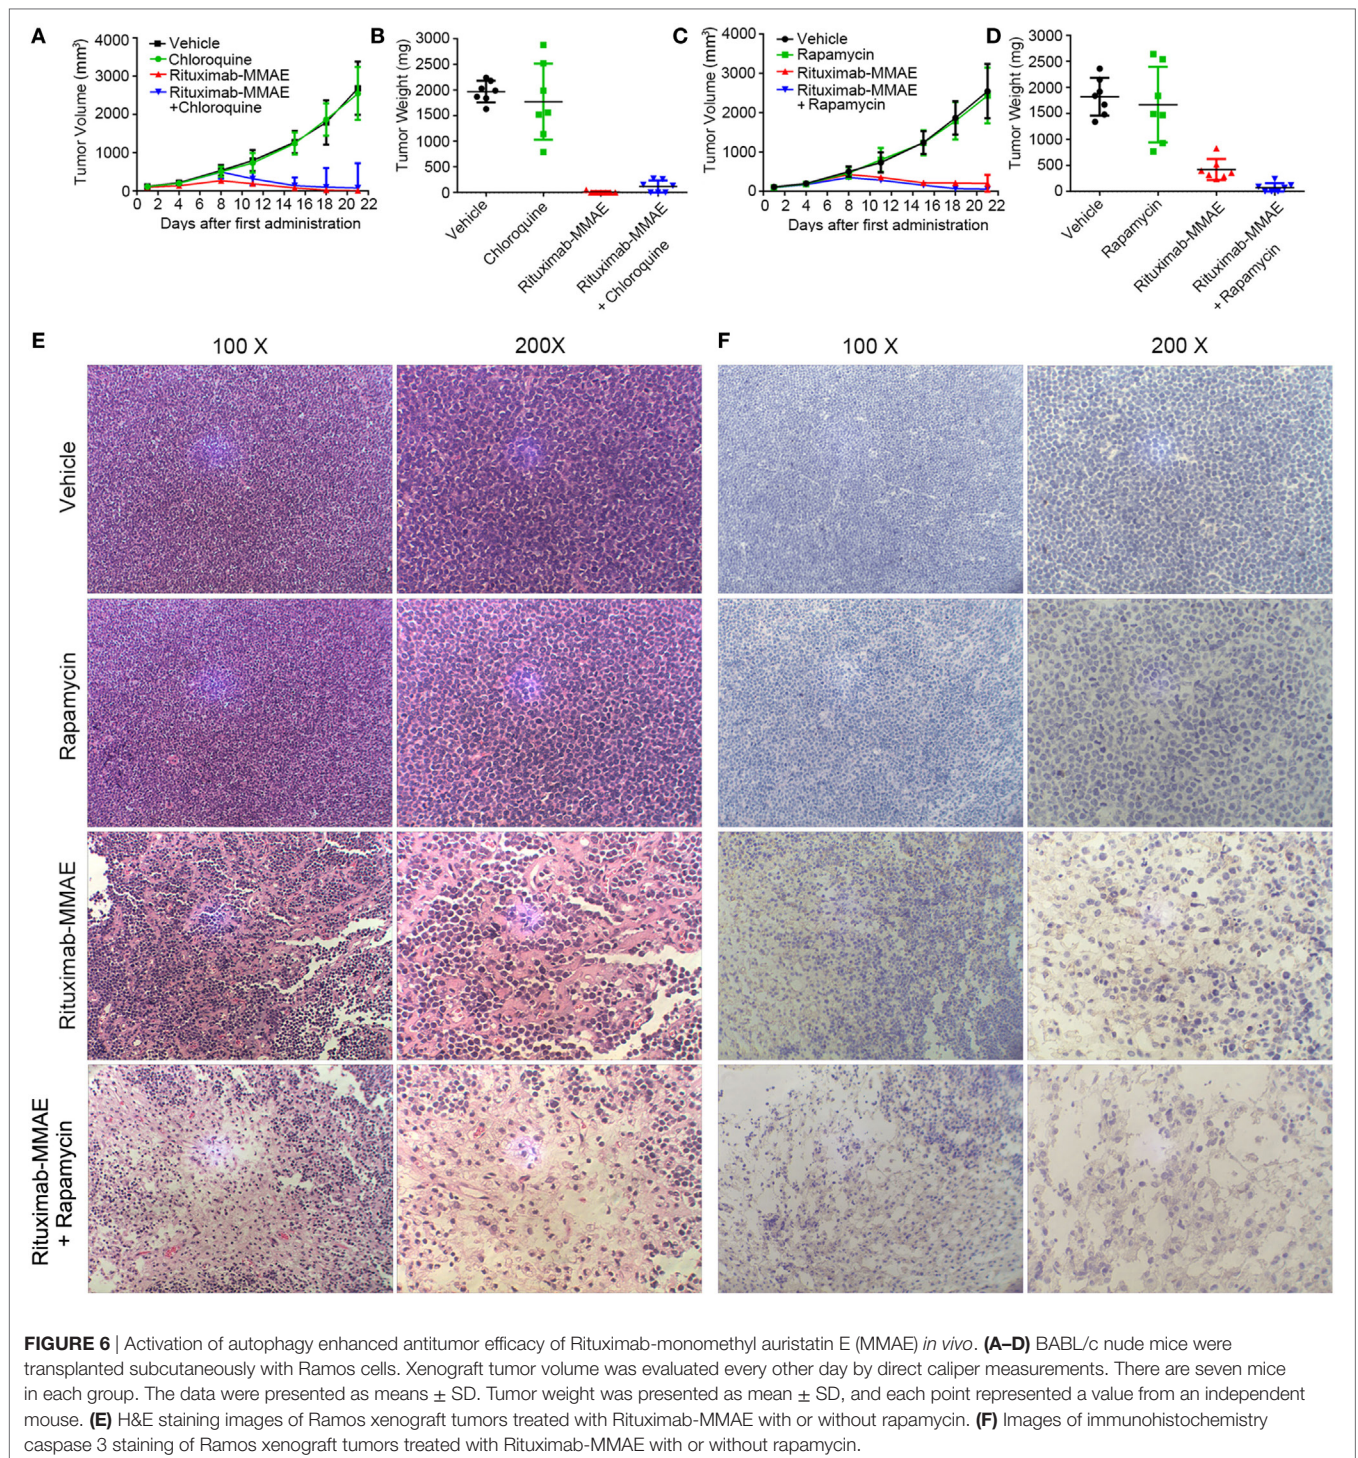 A
Tumor Volume (mm³)
4000
3000
2000
1000
0
0 2 4 6 8 10 12 14 16 18 20 22
Days after first administration
Vehicle
Chloroquine
Rituximab-MMAE
Rituximab-MMAE
+Chloroquine
B
Tumor Weight (mg)
3000
2500
2000
1500
1000
500
0
Vehicle
Chloroquine
Rituximab-MMAE
Rituximab-MMAE
+ Chloroquine
C
Tumor Volume (mm³)
4000
3000
2000
1000
0
0 2 4 6 8 10 12 14 16 18 20 22
Days after first administration
Vehicle
Rapamycin
Rituximab-MMAE
Rituximab-MMAE
+ Rapamycin
D
Tumor Weight (mg)
3000
2500
2000
1500
1000
500
0
Vehicle
Rapamycin
Rituximab-MMAE
Rituximab-MMAE
+ Rapamycin
E
100 X
200X
F
100 X
200 X
Vehicle
Rapamycin
Rituximab-MMAE
Rituximab-MMAE
+ Rapamycin
FIGURE 6 | Activation of autophagy enhanced antitumor efficacy of Rituximab-monomethyl auristatin E (MMAE) in vivo. (A–D) BABL/c nude mice were
transplanted subcutaneously with Ramos cells. Xenograft tumor volume was evaluated every other day by direct caliper measurements. There are seven mice
in each group. The data were presented as means ± SD. Tumor weight was presented as mean ± SD, and each point represented a value from an independent
mouse. (E) H&E staining images of Ramos xenograft tumors treated with Rituximab-MMAE with or without rapamycin. (F) Images of immunohistochemistry
caspase 3 staining of Ramos xenograft tumors treated with Rituximab-MMAE with or without rapamycin.